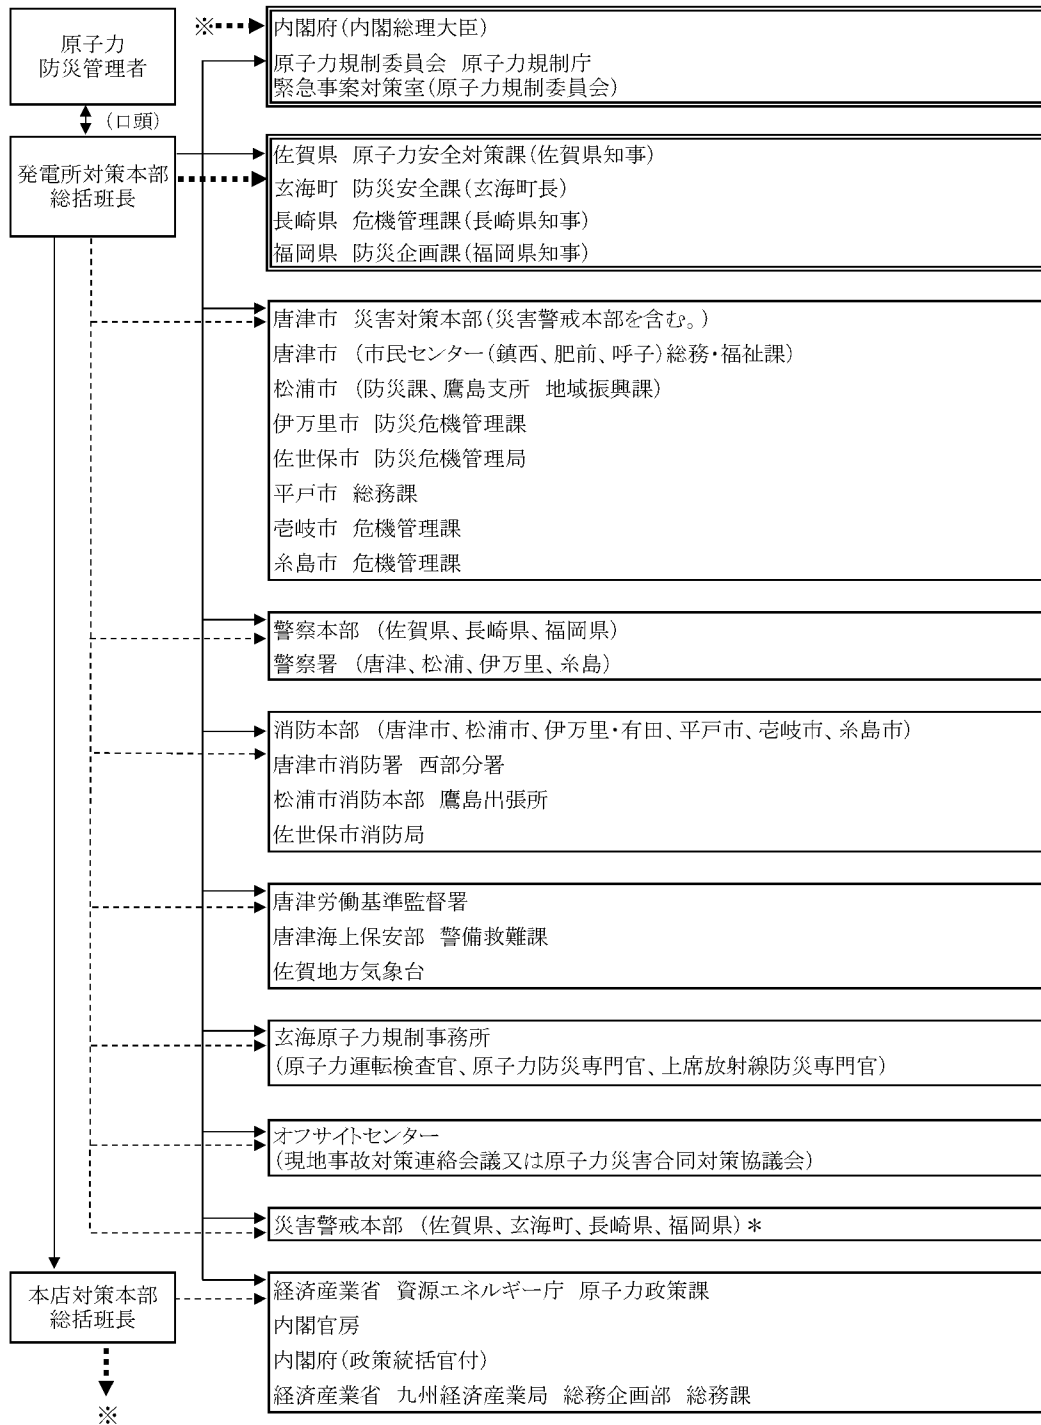 原子力
防災管理者
(口頭)
発電所対策本部
総括班長
※
内閣府(内閣総理大臣)
原子力規制委員会 原子力規制庁
緊急事案対策室(原子力規制委員会)
佐賀県 原子力安全対策課(佐賀県知事)
玄海町 防災安全課(玄海町長)
長崎県 危機管理課(長崎県知事)
福岡県 防災企画課(福岡県知事)
唐津市 災害対策本部(災害警戒本部を含む。)
唐津市 (市民センター(鎮西、肥前、呼子)総務・福祉課)
松浦市 (防災課、鷹島支所 地域振興課)
伊万里市 防災危機管理課
佐世保市 防災危機管理局
平戸市 総務課
壱岐市 危機管理課
糸島市 危機管理課
警察本部 (佐賀県、長崎県、福岡県)
警察署 (唐津、松浦、伊万里、糸島)
消防本部 (唐津市、松浦市、伊万里・有田、平戸市、壱岐市、糸島市)
唐津市消防署 西部分署
松浦市消防本部 鷹島出張所
佐世保市消防局
唐津労働基準監督署
唐津海上保安部 警備救難課
佐賀地方気象台
玄海原子力規制事務所
(原子力運転検査官、原子力防災専門官、上席放射線防災専門官)
オフサイトセンター
(現地事故対策連絡会議又は原子力災害合同対策協議会)
災害警戒本部 (佐賀県、玄海町、長崎県、福岡県)＊
本店対策本部
総括班長
※
経済産業省 資源エネルギー庁 原子力政策課
内閣官房
内閣府(政策統括官付)
経済産業省 九州経済産業局 総務企画部 総務課